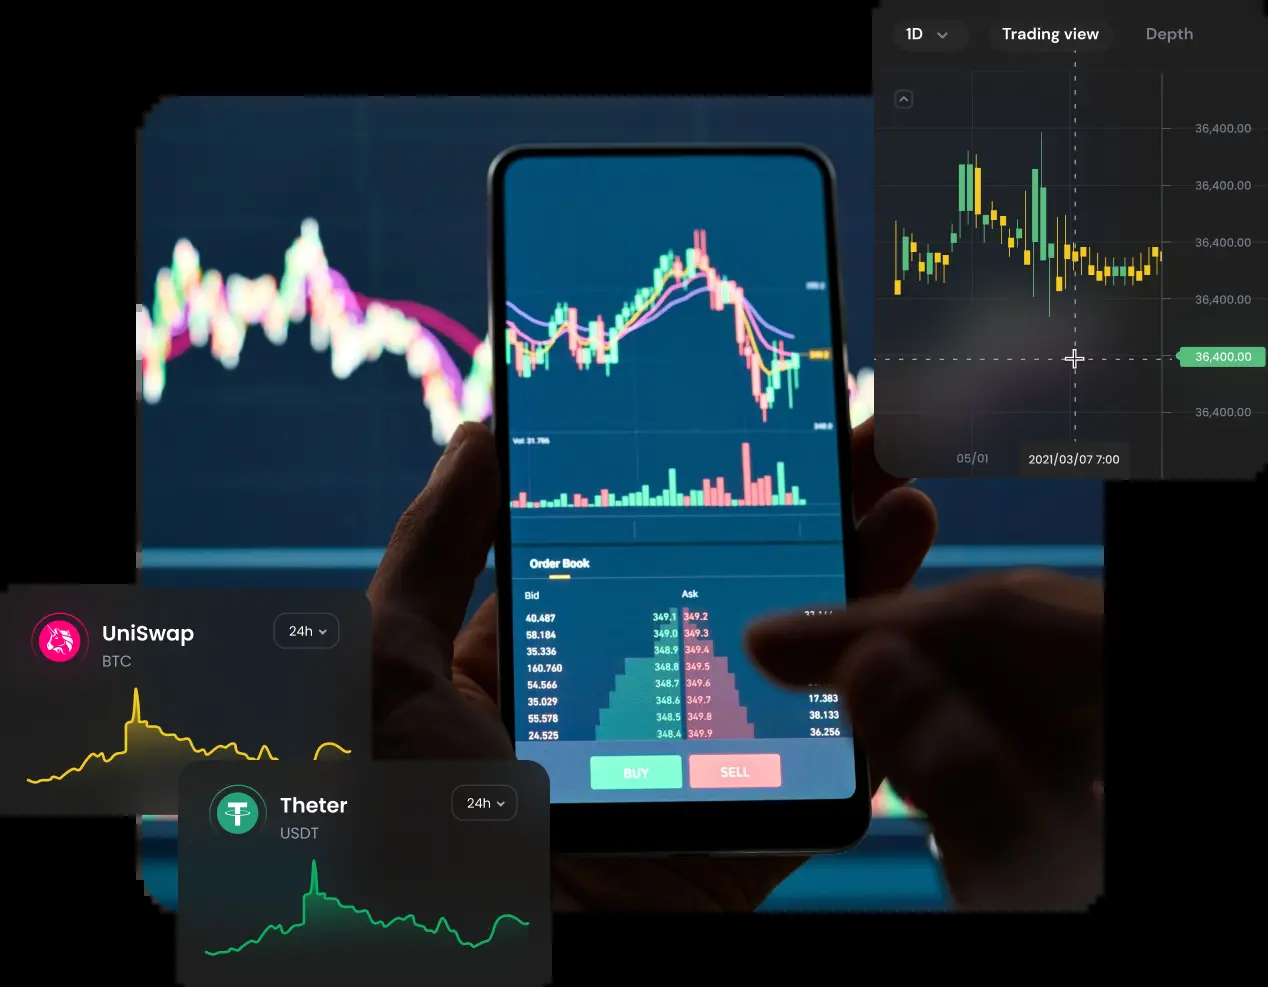 1D Trading view Depth
36,400.00
36,400.00
36,400.00
36,400.00
36,400.00
36,400.00
05/01 2021/03/07 7:00
348.0
Vol: 31.786
Order Book
Bid Ask
40.487 349.1 349.2
58.184 349.0 349.3
35.336 348.9 349.4
160.760 348.8 349.5
54.566 348.7 349.6
35.029 348.6 349.7 17.383
55.578 348.5 349.8 38.133
24.525 348.4 349.9 36.256
BUY SELL
UniSwap 24h
BTC
Theter 24h
USDT